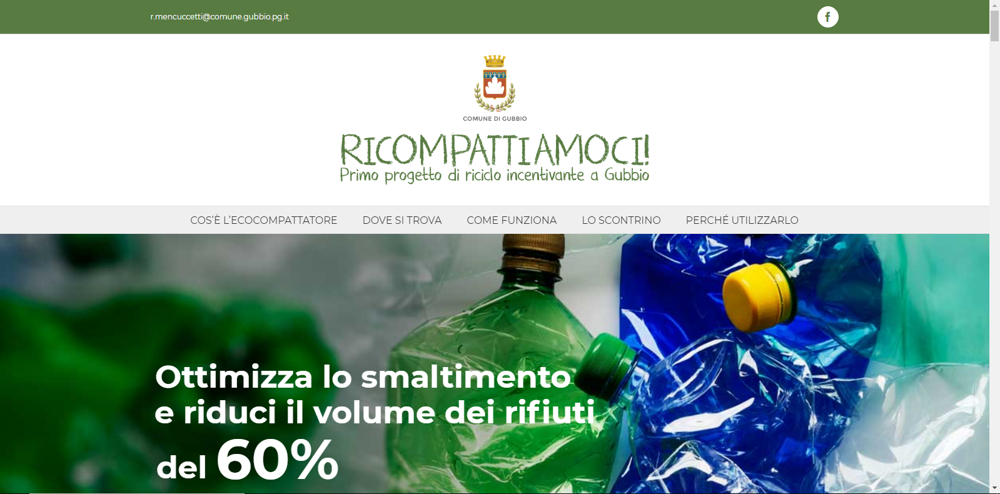 r.mencuccetti@comune.gubbio.pg.it
f
COMUNE DI GUBBIO
RICOMPATTIAMOCI!
Primo progetto di riciclo incentivante a Gubbio
COS'È L'ECOCOMPATTATORE DOVE SI TROVA COME FUNZIONA LO SCONTRINO PERCHÉ UTILIZZARLO
Ottimizza lo smaltimento
e riduci il volume dei rifiuti
del 60%